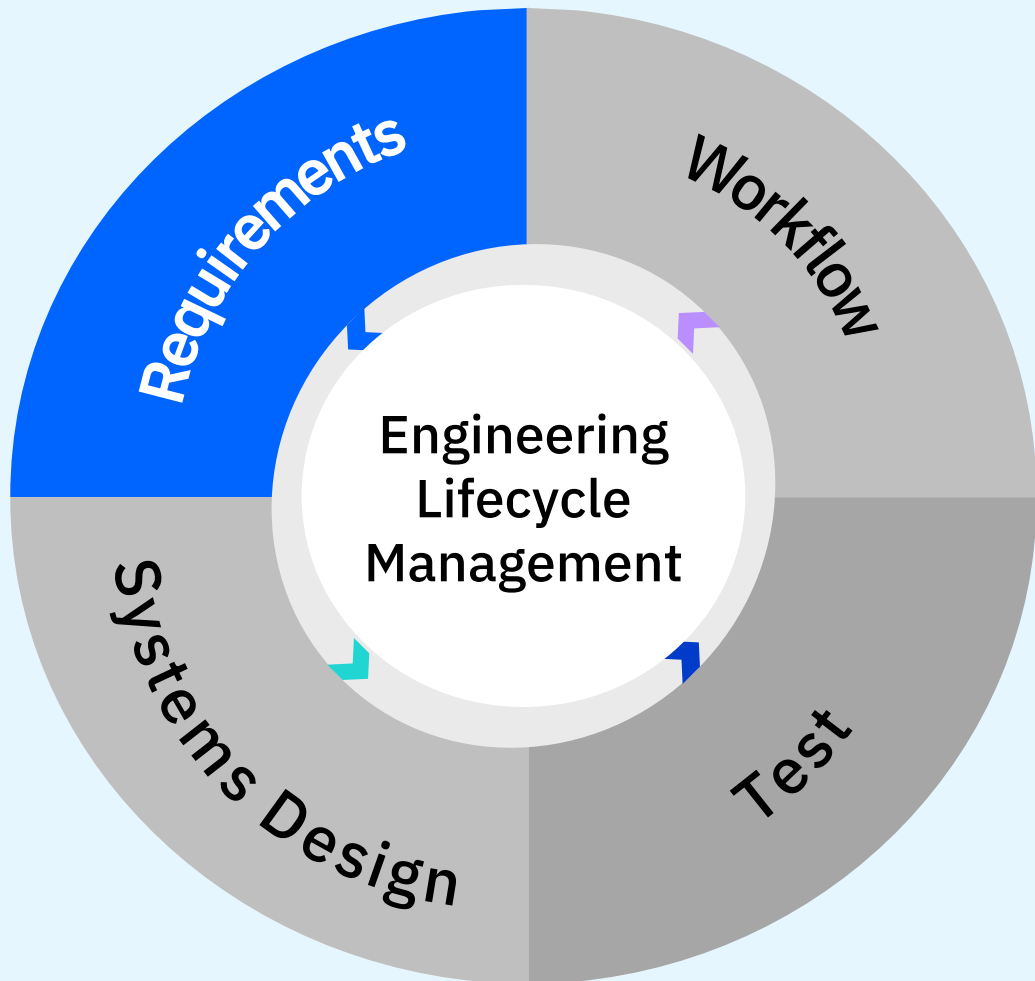 Requirements
Workflow
Engineering
Lifecycle
Management
Systems Design
Test